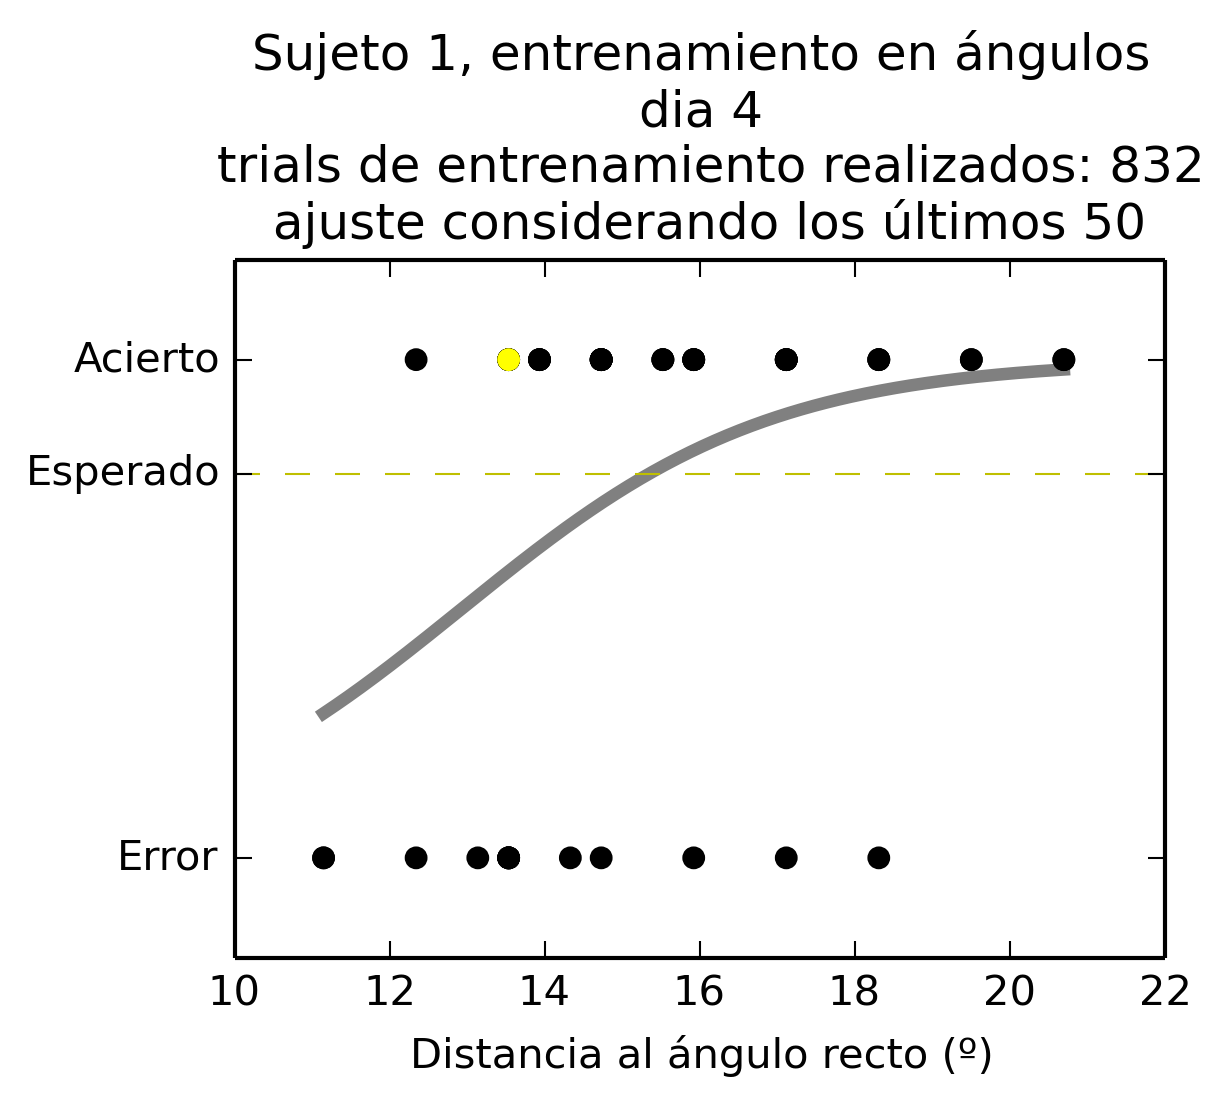 Sujeto 1, entrenamiento en ángulos
dia 4
trials de entrenamiento realizados: 832
ajuste considerando los últimos 50
Acierto
Esperado
Error
10 12 14 16 18 20 22
Distancia al ángulo recto (º)